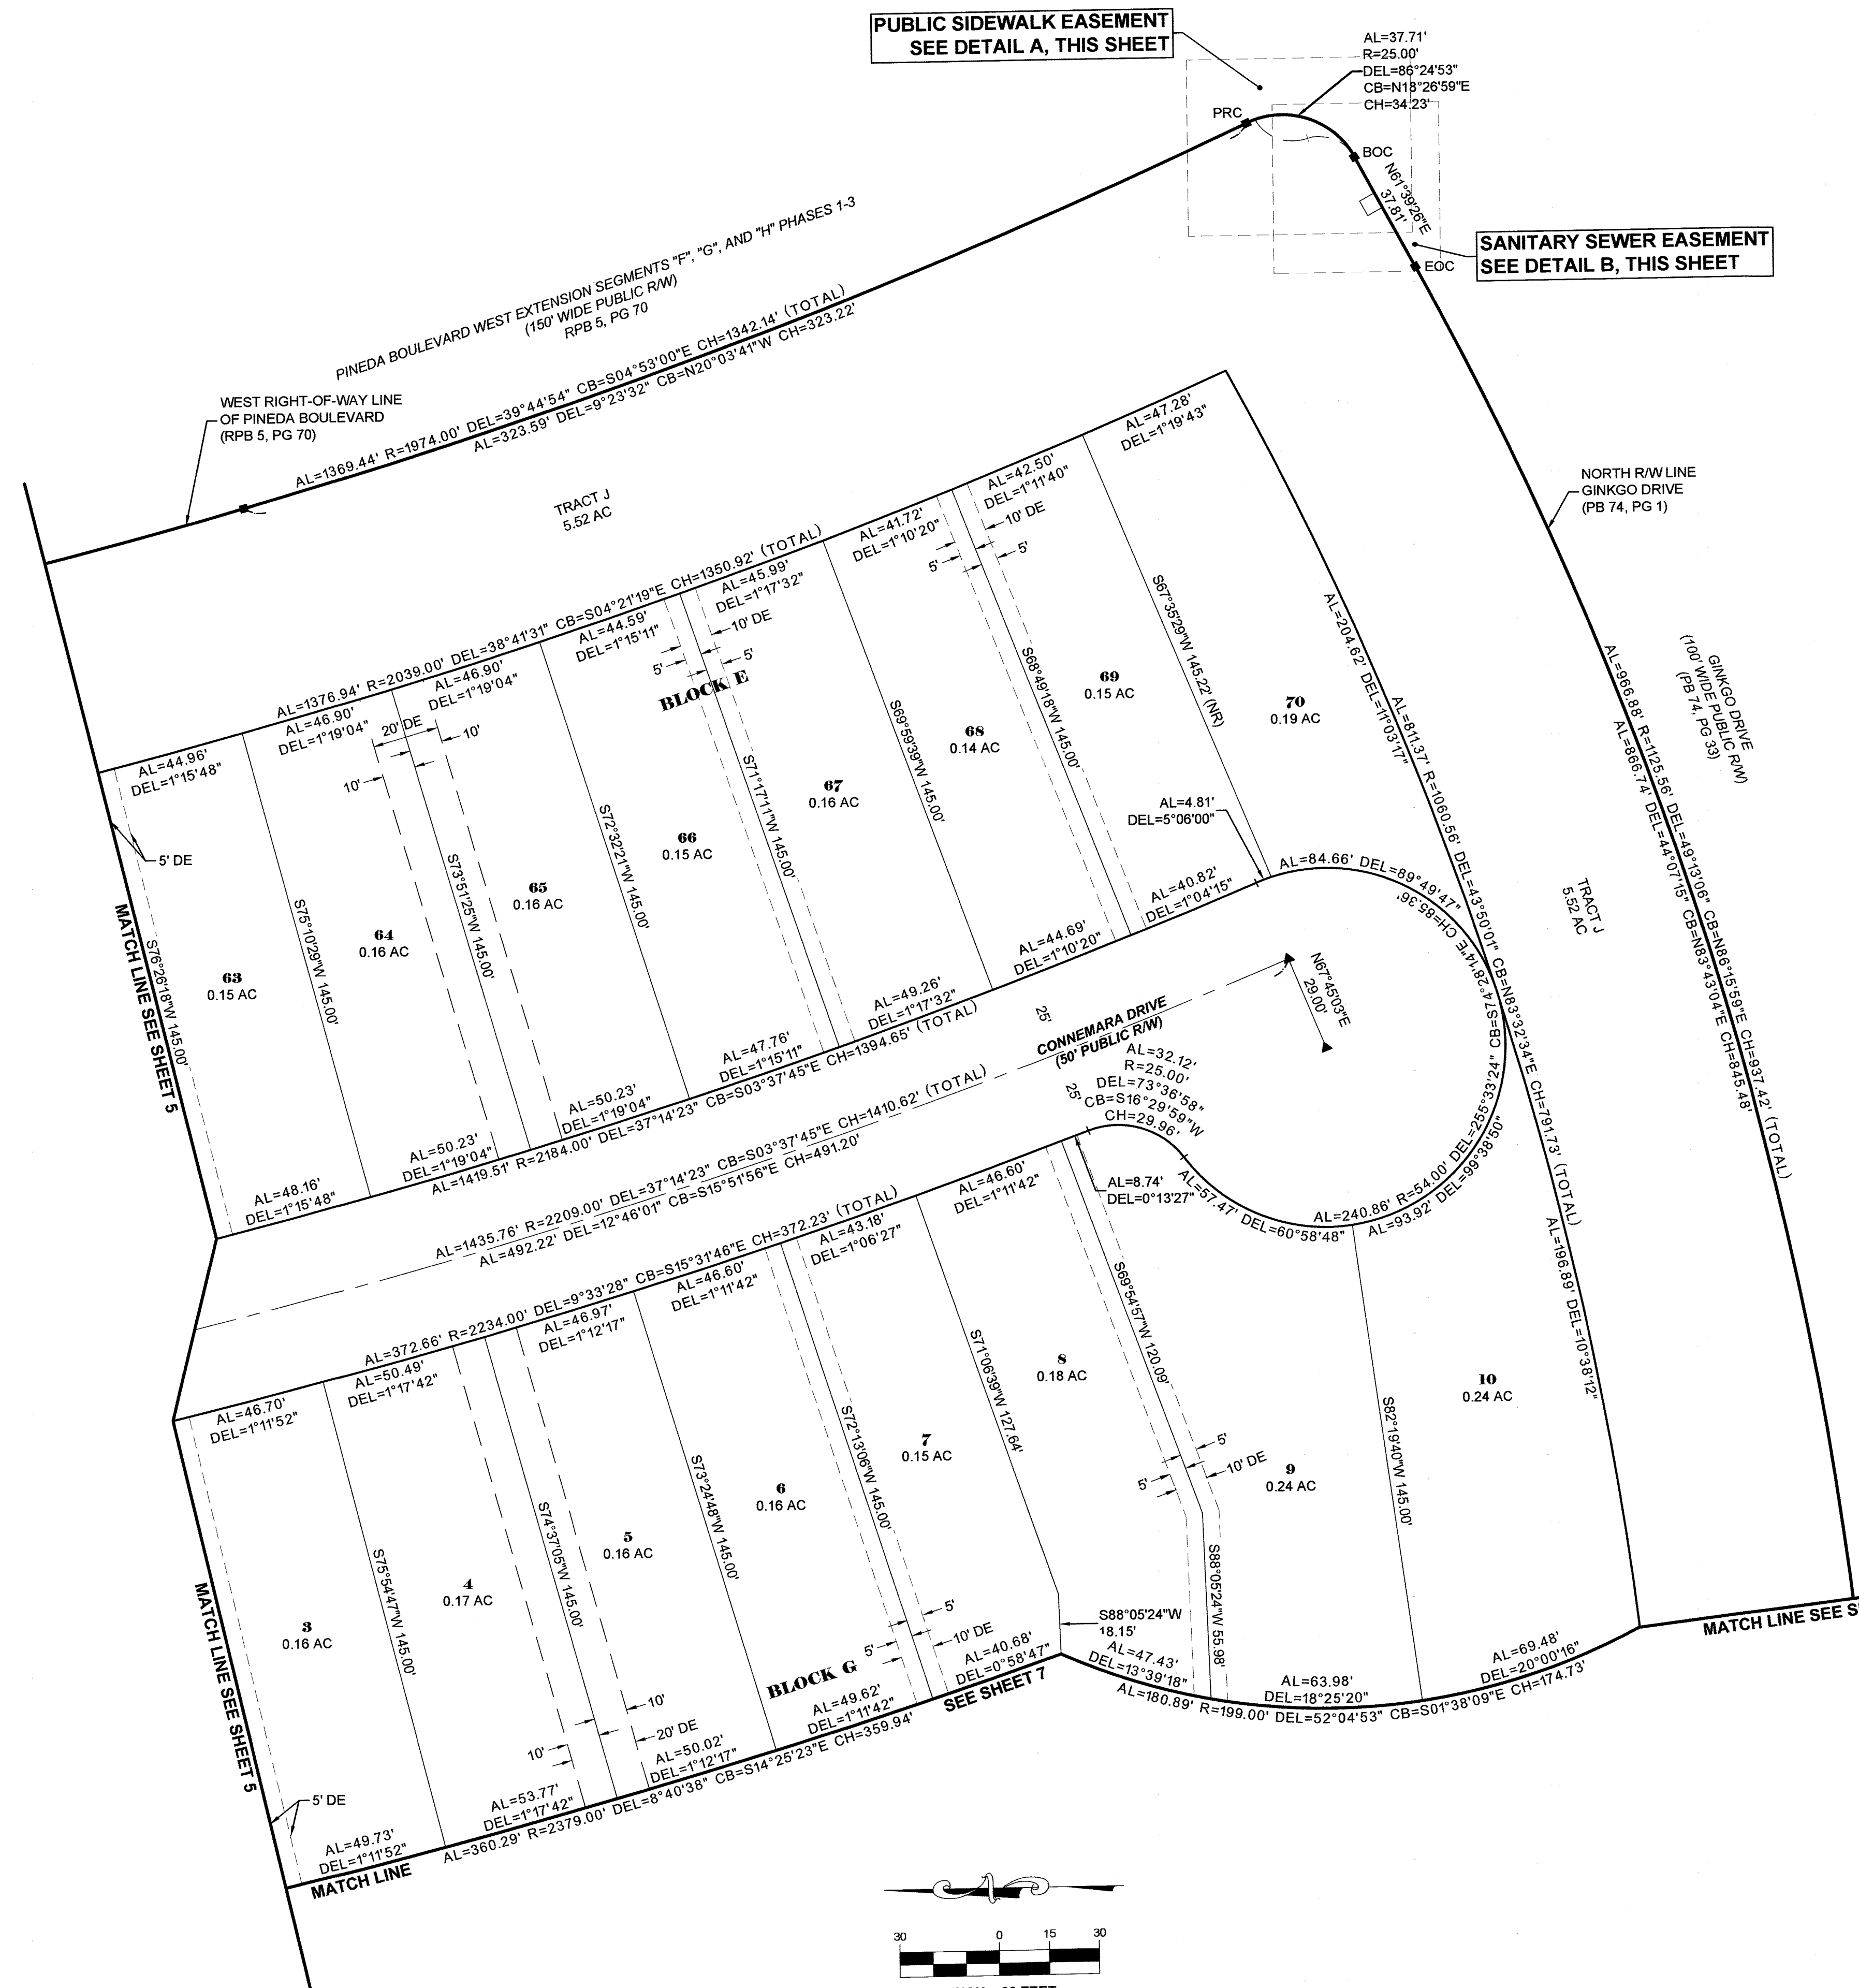 PUBLIC SIDEWALK EASEMENT
SEE DETAIL A, THIS SHEET
AL=37.71'
R=25.00'
DEL=86°24'53"
CB=N18°26'59"E
CH=34.23'
PRC
BOC
N61°39'26"E
37.81'
SANITARY SEWER EASEMENT
SEE DETAIL B, THIS SHEET
EOC
PINEDA BOULEVARD WEST EXTENSION SEGMENTS "F", "G", AND "H" PHASES 1-3
(150' WIDE PUBLIC R/W)
RPB 5, PG 70
WEST RIGHT-OF-WAY LINE
OF PINEDA BOULEVARD
(RPB 5, PG 70)
AL=1369.44' R=1974.00' DEL=39°44'54" CB=S04°53'00"E CH=1342.14' (TOTAL)
AL=323.59' DEL=9°23'32" CB=N20°03'41"W CH=323.22'
TRACT J
5.52 AC
NORTH R/W LINE
GINKGO DRIVE
(PB 74, PG 1)
GINKGO DRIVE
(100' WIDE PUBLIC R/W)
(PB 74, PG 33)
AL=966.88' R=1125.56' DEL=49°13'06" CB=N86°15'59"E CH=937.42' (TOTAL)
AL=866.74' DEL=44°07'15" CB=N83°43'04"E CH=845.48'
TRACT J
5.52 AC
AL=1376.94' R=2039.00' DEL=38°41'31" CB=S04°21'19"E CH=1350.92' (TOTAL)
AL=44.96'
DEL=1°15'48"
AL=46.90'
DEL=1°19'04"
AL=46.90'
DEL=1°19'04"
AL=44.59'
DEL=1°15'11"
AL=45.99'
DEL=1°17'32"
AL=41.72'
DEL=1°10'20"
AL=42.50'
DEL=1°11'40"
AL=47.28'
DEL=1°19'43"
20' DE
10'
10'
10' DE
5'
5'
10' DE
5'
5'
BLOCK E
5' DE
MATCH LINE SEE SHEET 5
S76°26'18"W 145.00'
63
0.15 AC
S75°10'29"W 145.00'
64
0.16 AC
S73°51'25"W 145.00'
65
0.16 AC
S72°32'21"W 145.00'
66
0.15 AC
S71°17'11"W 145.00'
67
0.16 AC
S69°59'39"W 145.00'
68
0.14 AC
S68°49'18"W 145.00'
69
0.15 AC
S67°35'29"W 145.22' (NR)
70
0.19 AC
AL=204.62' DEL=11°03'17"
AL=811.37' R=1060.56' DEL=43°50'01" CB=N83°32'34"E CH=791.73' (TOTAL)
AL=196.89' DEL=10°38'12"
AL=4.81'
DEL=5°06'00"
AL=84.66' DEL=89°49'47"
AL=240.86' R=54.00' DEL=255°33'24" CB=S74°28'14"E CH=85.36'
AL=93.92' DEL=99°38'50"
AL=57.47' DEL=60°58'48"
AL=48.16'
DEL=1°15'48"
AL=50.23'
DEL=1°19'04"
AL=50.23'
DEL=1°19'04"
AL=47.76'
DEL=1°15'11"
AL=49.26'
DEL=1°17'32"
AL=44.69'
DEL=1°10'20"
AL=40.82'
DEL=1°04'15"
AL=1419.51' R=2184.00' DEL=37°14'23" CB=S03°37'45"E CH=1394.65' (TOTAL)
N67°45'03"E
29.00'
25'
CONNEMARA DRIVE
(50' PUBLIC R/W)
25'
AL=32.12'
R=25.00'
DEL=73°36'58"
CB=S16°29'59"W
CH=29.96'
AL=1435.76' R=2209.00' DEL=37°14'23" CB=S03°37'45"E CH=1410.62' (TOTAL)
AL=492.22' DEL=12°46'01" CB=S15°51'56"E CH=491.20'
AL=8.74'
DEL=0°13'27"
AL=372.66' R=2234.00' DEL=9°33'28" CB=S15°31'46"E CH=372.23' (TOTAL)
AL=46.70'
DEL=1°11'52"
AL=50.49'
DEL=1°17'42"
AL=46.97'
DEL=1°12'17"
AL=46.60'
DEL=1°11'42"
AL=43.18'
DEL=1°06'27"
AL=46.60'
DEL=1°11'42"
MATCH LINE SEE SHEET 5
5' DE
3
0.16 AC
S75°54'47"W 145.00'
4
0.17 AC
S74°37'05"W 145.00'
5
0.16 AC
S73°24'48"W 145.00'
6
0.16 AC
S72°13'06"W 145.00'
7
0.15 AC
S71°06'39"W 127.64'
8
0.18 AC
S69°54'57"W 120.09'
5'
10' DE
5'
9
0.24 AC
S82°19'40"W 145.00'
10
0.24 AC
S88°05'24"W
18.15'
S88°05'24"W 55.98'
10'
20' DE
10'
5'
10' DE
5'
BLOCK G
AL=49.73'
DEL=1°11'52"
AL=53.77'
DEL=1°17'42"
AL=50.02'
DEL=1°12'17"
AL=49.62'
DEL=1°11'42"
AL=40.68'
DEL=0°58'47"
AL=47.43'
DEL=13°39'18"
AL=63.98'
DEL=18°25'20"
AL=69.48'
DEL=20°00'16"
AL=180.89' R=199.00' DEL=52°04'53" CB=S01°38'09"E CH=174.73'
AL=360.29' R=2379.00' DEL=8°40'38" CB=S14°25'23"E CH=359.94'
MATCH LINE
SEE SHEET 7
MATCH LINE SEE S
30 0 15 30